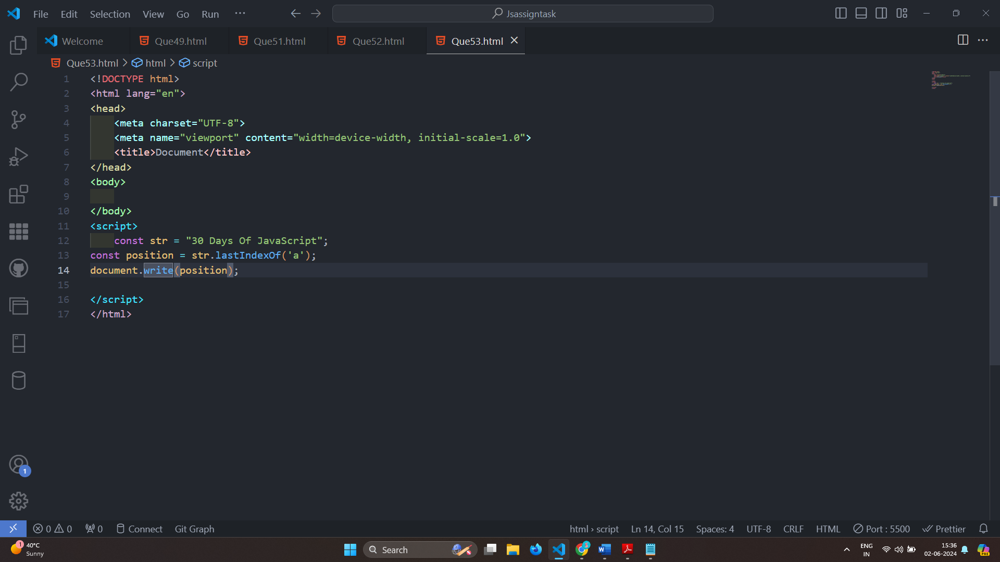 File Edit Selection View Go Run ··· Jsassigntask
Welcome Que49.html Que51.html Que52.html Que53.html
Que53.html > html > script
1 <!DOCTYPE html>
2 <html lang="en">
3 <head>
4 <meta charset="UTF-8">
5 <meta name="viewport" content="width=device-width, initial-scale=1.0">
6 <title>Document</title>
7 </head>
8 <body>
9
10 </body>
11 <script>
12 const str = "30 Days Of JavaScript";
13 const position = str.lastIndexOf('a');
14 document.write(position);
15
16 </script>
17 </html>
1
0 0 0 Connect Git Graph html › script Ln 14, Col 15 Spaces: 4 UTF-8 CRLF HTML Port : 5500 Prettier
1 40°C Search ENG 15:36
Sunny IN 02-06-2024 PRE